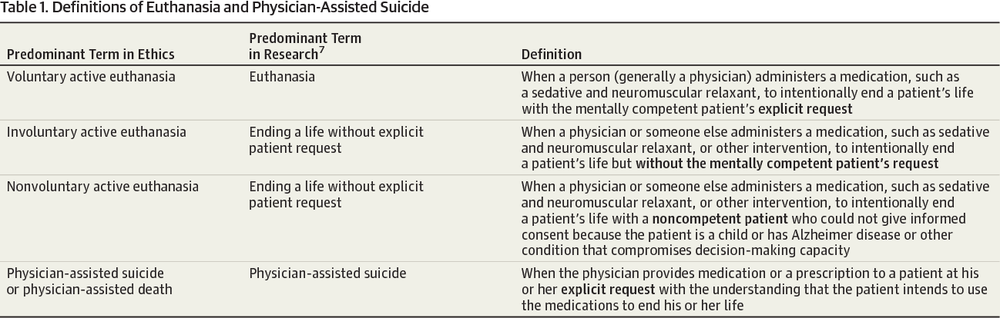 Table 1. Definitions of Euthanasia and Physician-Assisted Suicide
Predominant Term in Ethics
Predominant Term
in Research7
Definition
Voluntary active euthanasia
Euthanasia
When a person (generally a physician) administers a medication, such as
a sedative and neuromuscular relaxant, to intentionally end a patient’s life
with the mentally competent patient’s explicit request
Involuntary active euthanasia
Ending a life without explicit
patient request
When a physician or someone else administers a medication, such as sedative
and neuromuscular relaxant, or other intervention, to intentionally end
a patient’s life but without the mentally competent patient’s request
Nonvoluntary active euthanasia
Ending a life without explicit
patient request
When a physician or someone else administers a medication, such as sedative
and neuromuscular relaxant, or other intervention, to intentionally end
a patient’s life with a noncompetent patient who could not give informed
consent because the patient is a child or has Alzheimer disease or other
condition that compromises decision-making capacity
Physician-assisted suicide
or physician-assisted death
Physician-assisted suicide
When the physician provides medication or a prescription to a patient at his
or her explicit request with the understanding that the patient intends to use
the medications to end his or her life